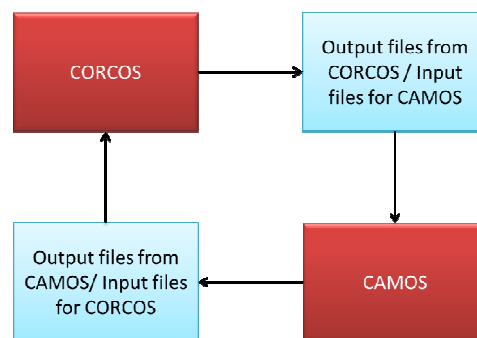 CORCOS
Output files from
CORCOS / Input
files for CAMOS
Output files from
CAMOS/ Input files
for CORCOS
CAMOS